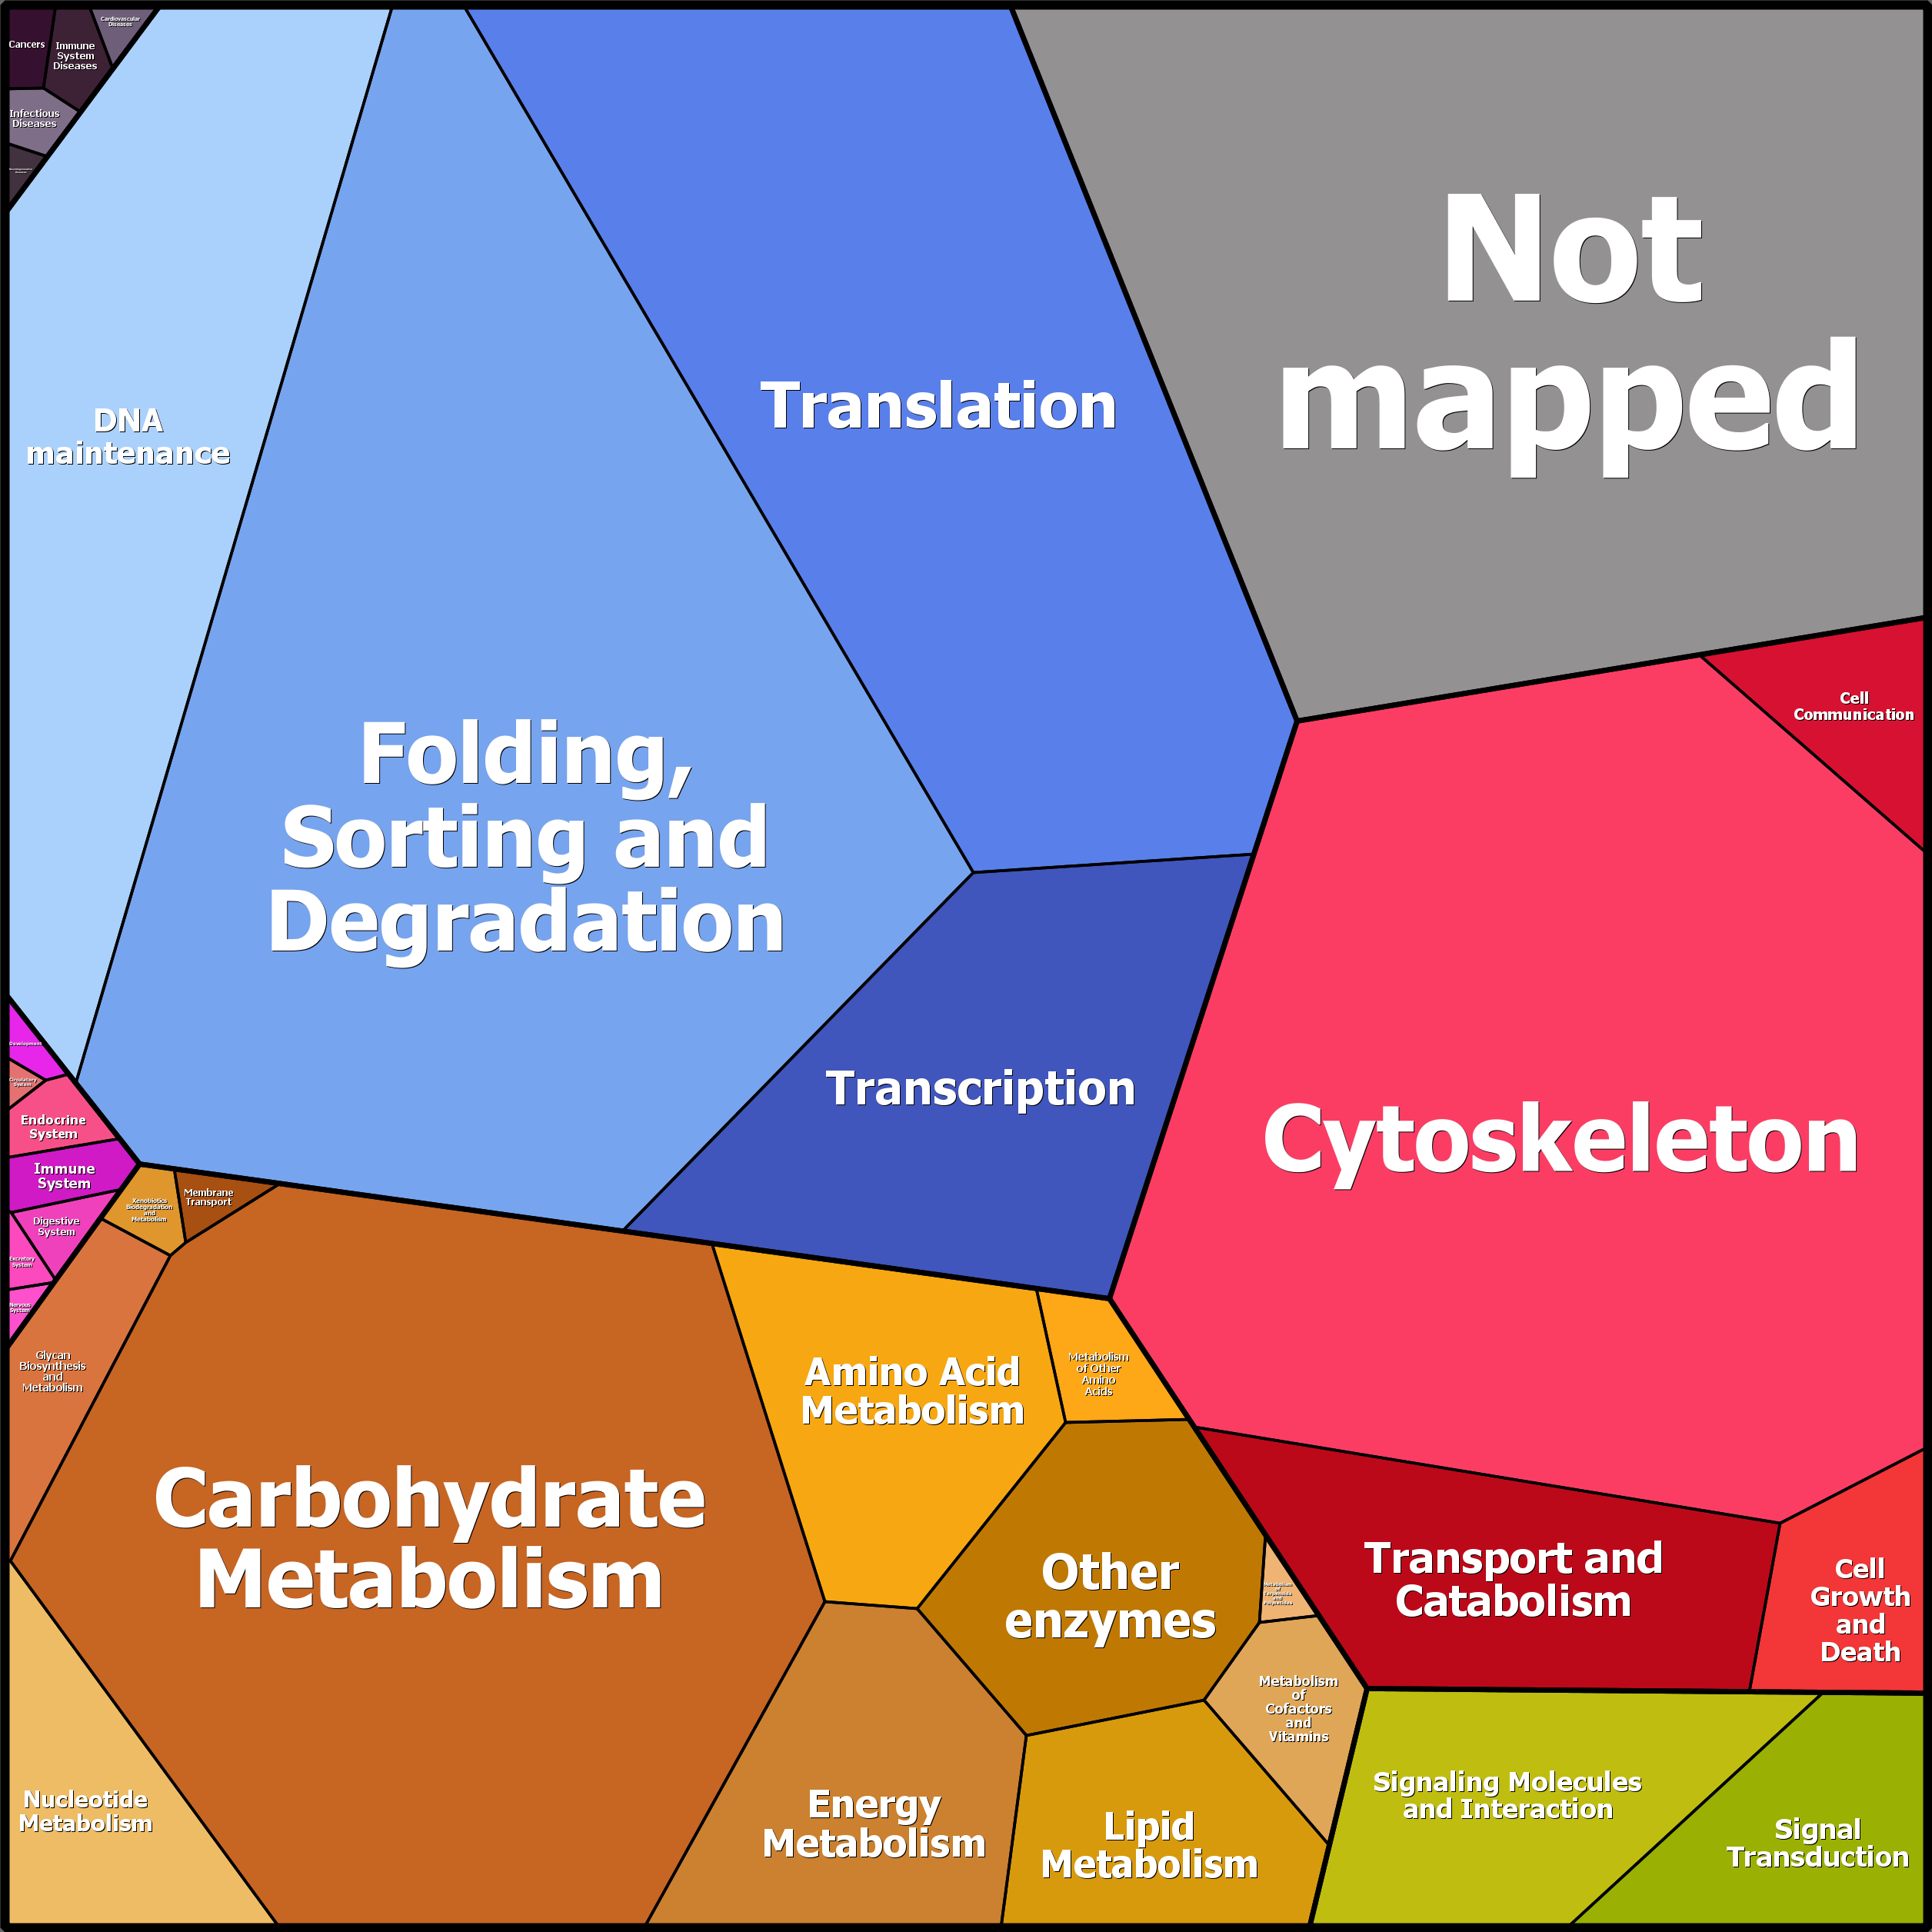 Cardiovascular
Diseases
Cancers
Immune
System
Diseases
Infectious
Diseases
Not
mapped
DNA
maintenance
Translation
Folding,
Sorting and
Degradation
Cell
Communication
Transcription
Cytoskeleton
Development
Circulatory
System
Endocrine
System
Immune
System
Digestive
System
Excretory
System
Nervous
System
Xenobiotics
Biodegradation
and
Metabolism
Membrane
Transport
Glycan
Biosynthesis
and
Metabolism
Carbohydrate
Metabolism
Amino Acid
Metabolism
Metabolism
of Other
Amino
Acids
Other
enzymes
Metabolism
of
Terpenoids
and
Polyketides
Transport and
Catabolism
Cell
Growth
and
Death
Metabolism
of
Cofactors
and
Vitamins
Nucleotide
Metabolism
Energy
Metabolism
Lipid
Metabolism
Signaling Molecules
and Interaction
Signal
Transduction